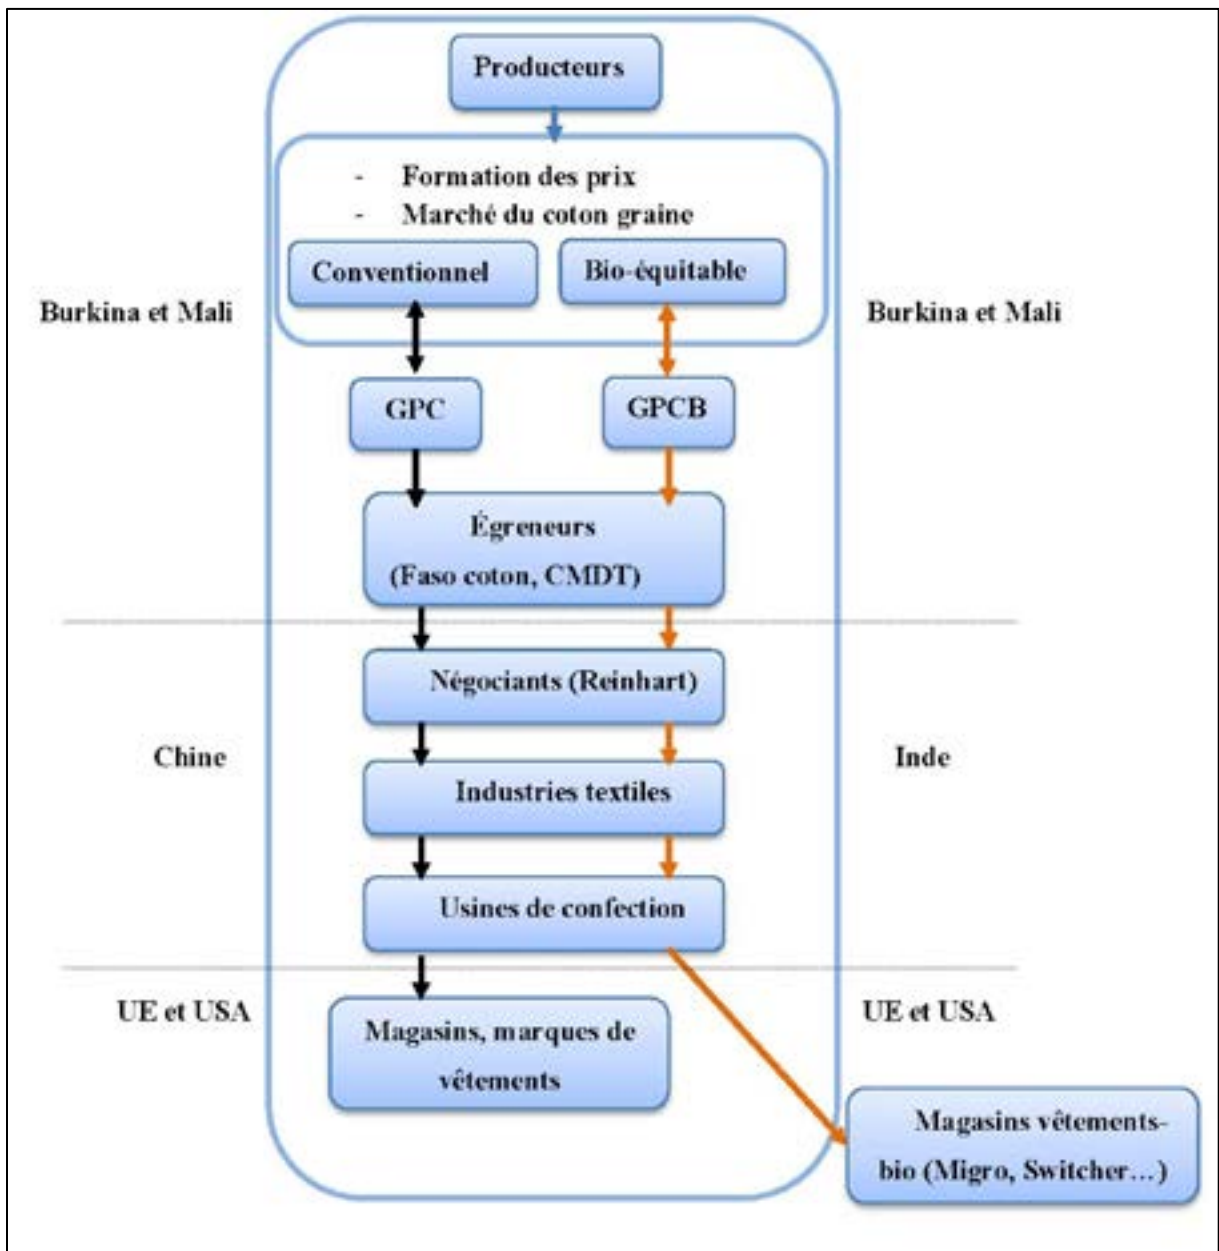 Producteurs
- Formation des prix
- Marché du coton graine
Conventionnel
Bio-équitable
Burkina et Mali
Burkina et Mali
GPC
GPCB
Égreneurs
(Faso coton, CMDT)
Négociants (Reinhart)
Chine
Inde
Industries textiles
Usines de confection
UE et USA
UE et USA
Magasins, marques de
vêtements
Magasins vêtements-
bio (Migro, Switcher…)